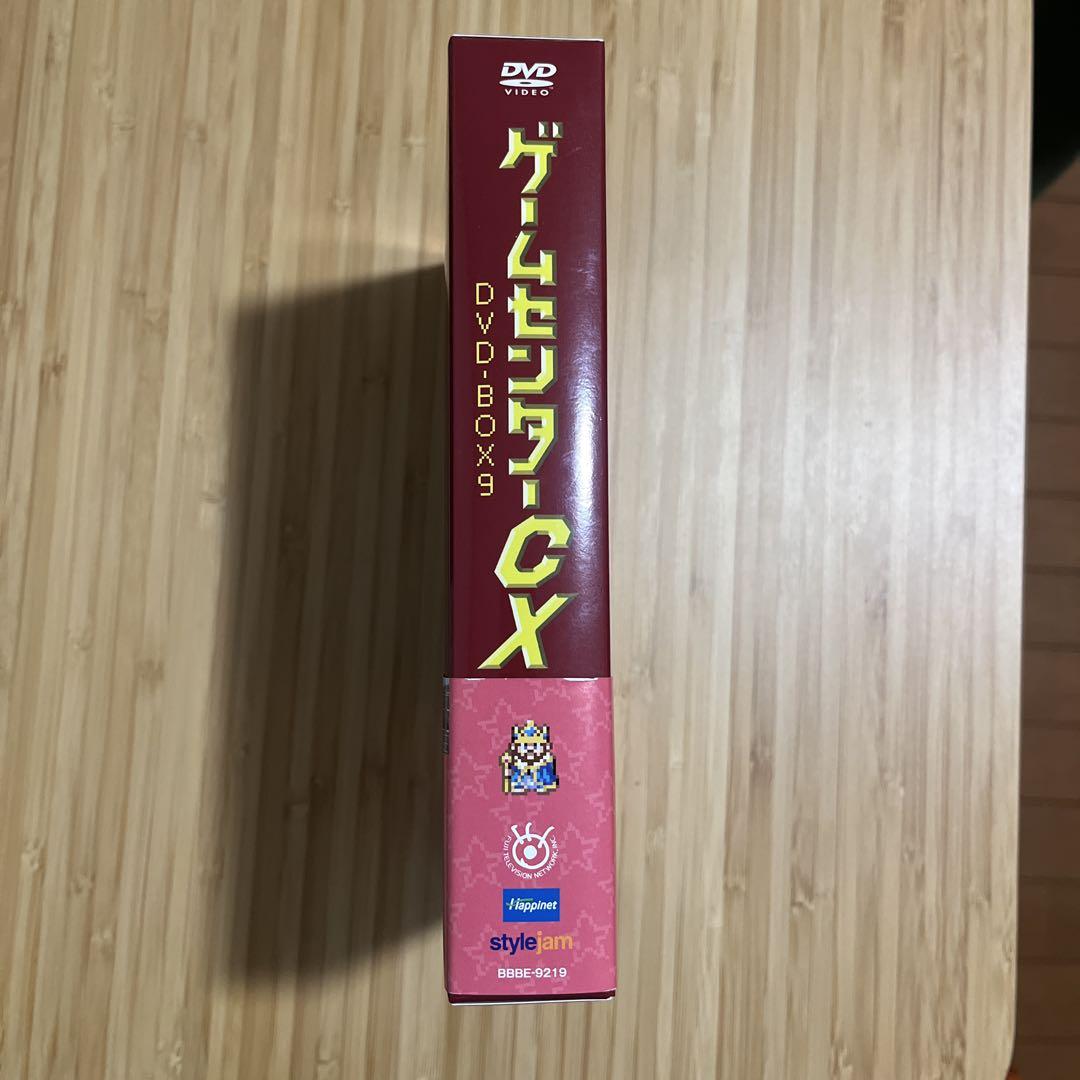 DVD
VIDEO
ゲームセンターCX
DVD-BOX9
FUJI TELEVISION NETWORK, INC.
Happinet
stylejam
BBBE-9219